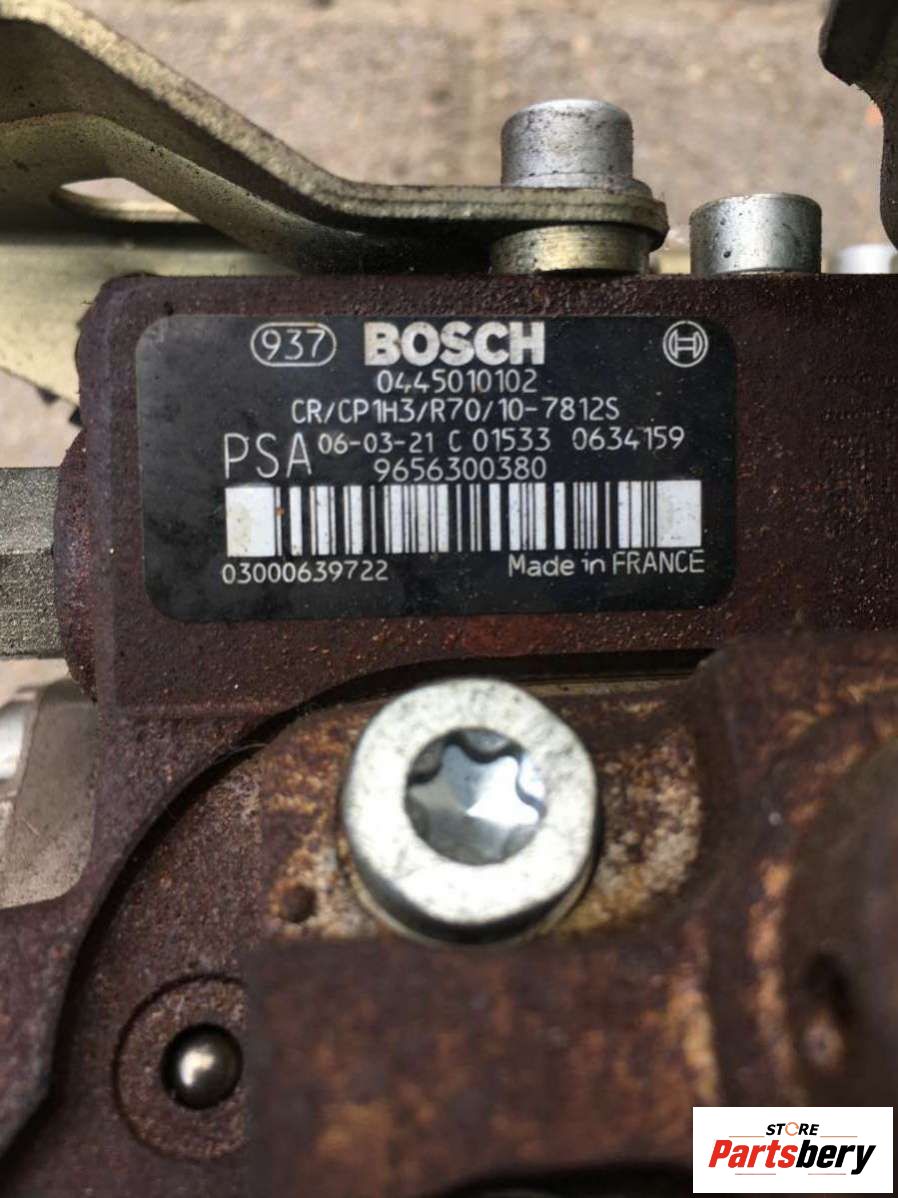 937 BOSCH
0445010102
CR/CP1H3/R70/10-7812S
PSA 06-03-21 C 01533 0634159
9656300380
03000639722 Made in FRANCE
STORE
Partsbery